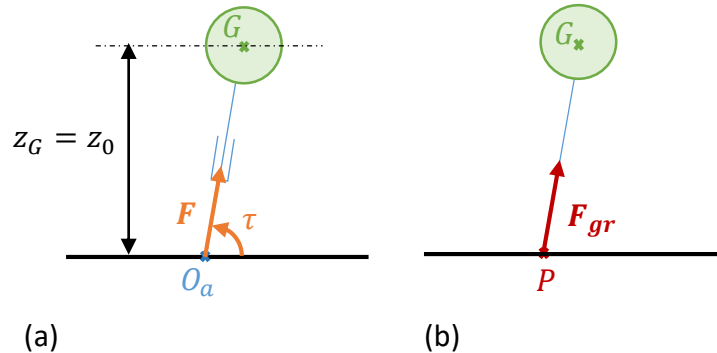 G
G
z_G = z_0
F
τ
F_gr
O_a
P
(a)
(b)